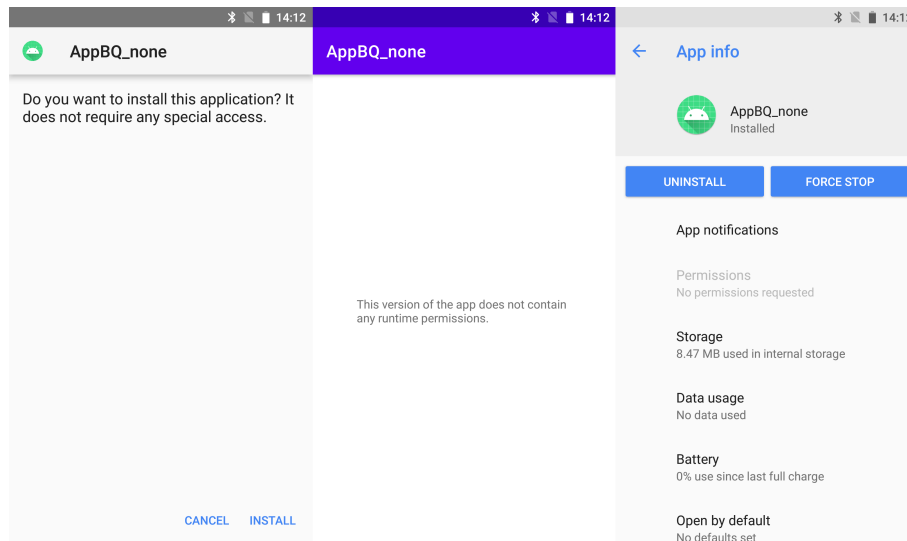 14:12
AppBQ_none
Do you want to install this application? It
does not require any special access.
CANCEL INSTALL
14:12
AppBQ_none
This version of the app does not contain
any runtime permissions.
14:12
App info
AppBQ_none
Installed
UNINSTALL FORCE STOP
App notifications
Permissions
No permissions requested
Storage
8.47 MB used in internal storage
Data usage
No data used
Battery
0% use since last full charge
Open by default
No defaults set